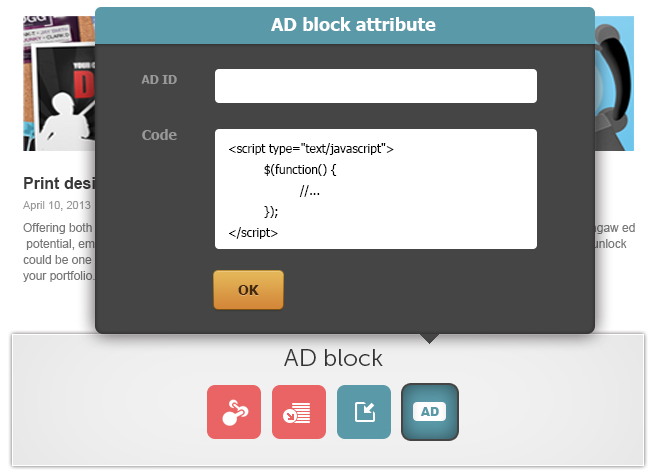 AD block attribute
AD ID
Code
<script type="text/javascript">
$(function() {
//...
});
</script>
OK
Print desi
April 10, 2013
Offering both
ngaw ed
potential, em
unlock
could be one
your portfolio.
AD block
AD